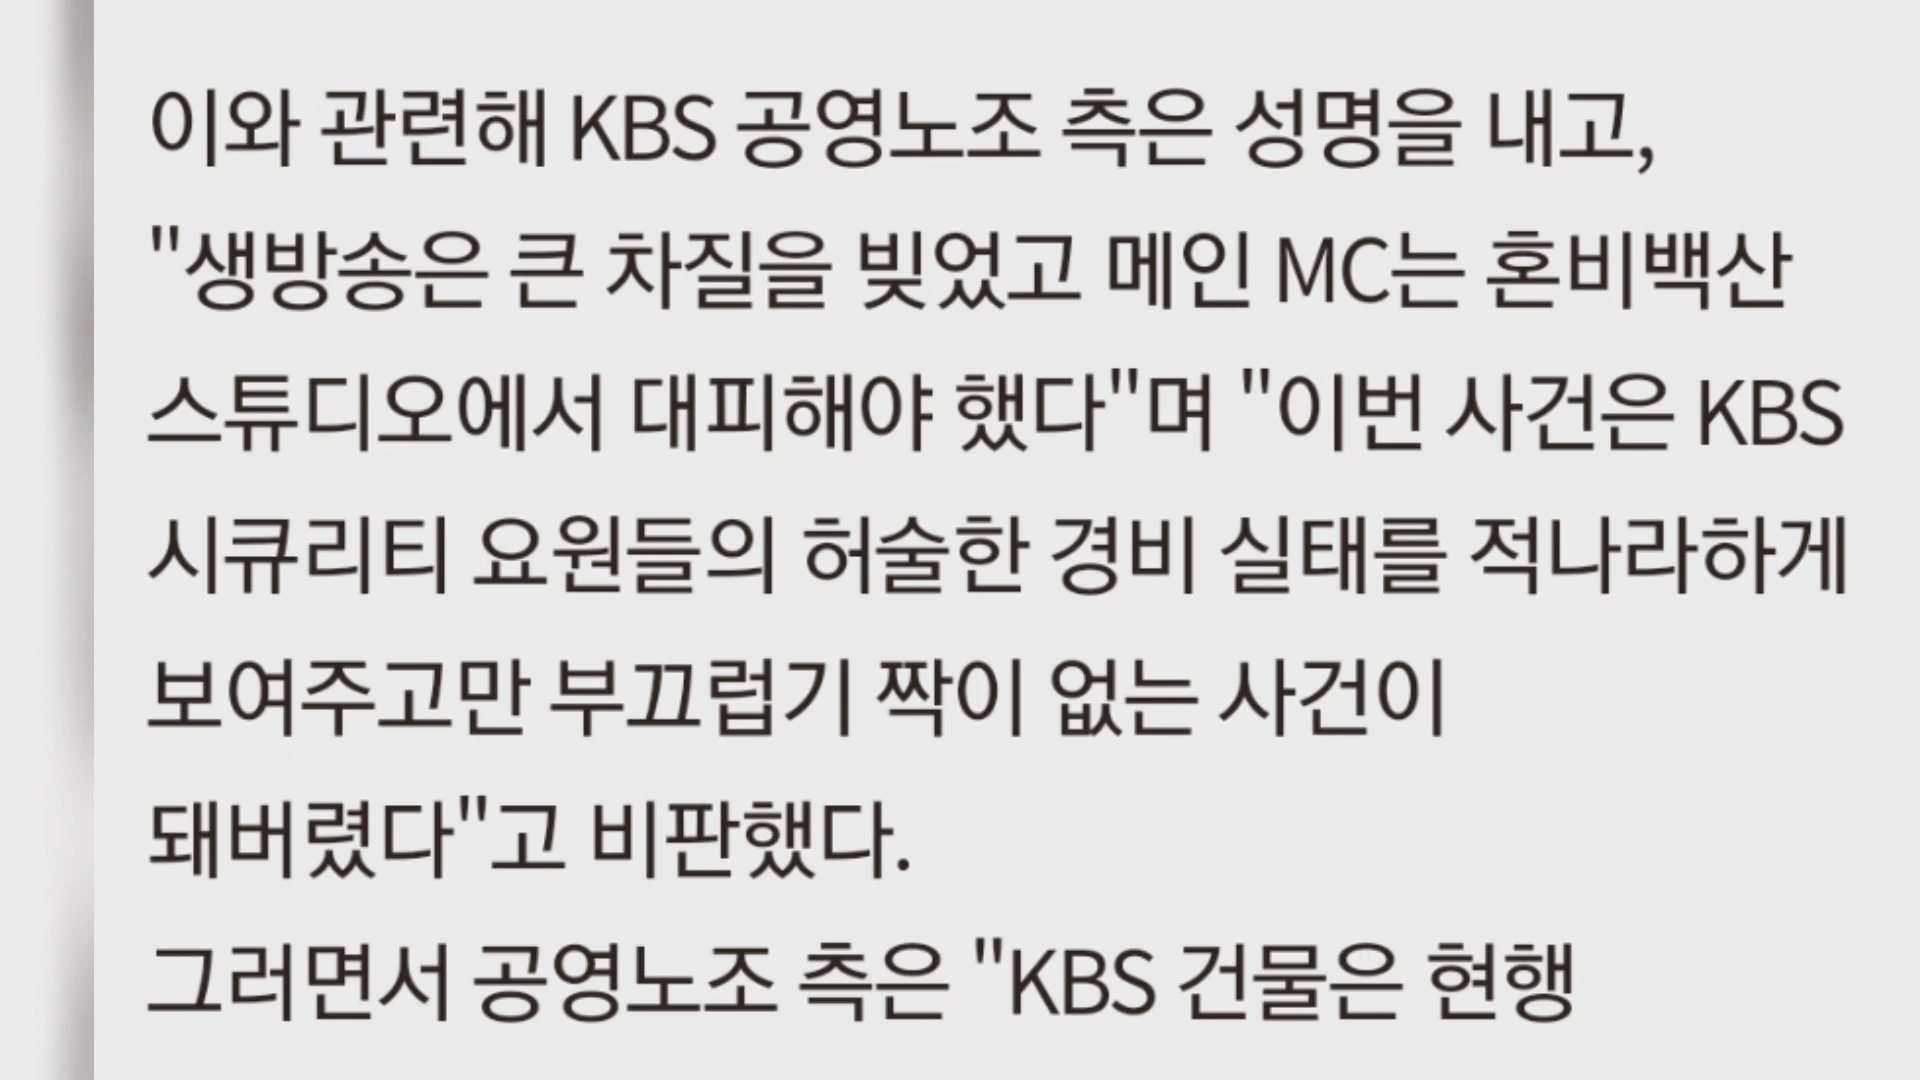 이와 관련해 KBS 공영노조 측은 성명을 내고,
"생방송은 큰 차질을 빚었고 메인 MC는 혼비백산
스튜디오에서 대피해야 했다"며 "이번 사건은 KBS
시큐리티 요원들의 허술한 경비 실태를 적나라하게
보여주고만 부끄럽기 짝이 없는 사건이
돼버렸다"고 비판했다.
그러면서 공영노조 측은 "KBS 건물은 현행